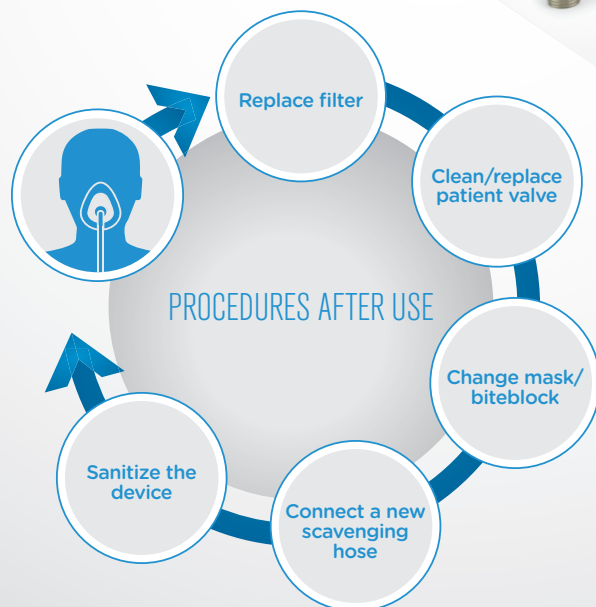 Replace filter
Clean/replace
patient valve
PROCEDURES AFTER USE
Change mask/
biteblock
Connect a new
scavenging
hose
Sanitize the
device